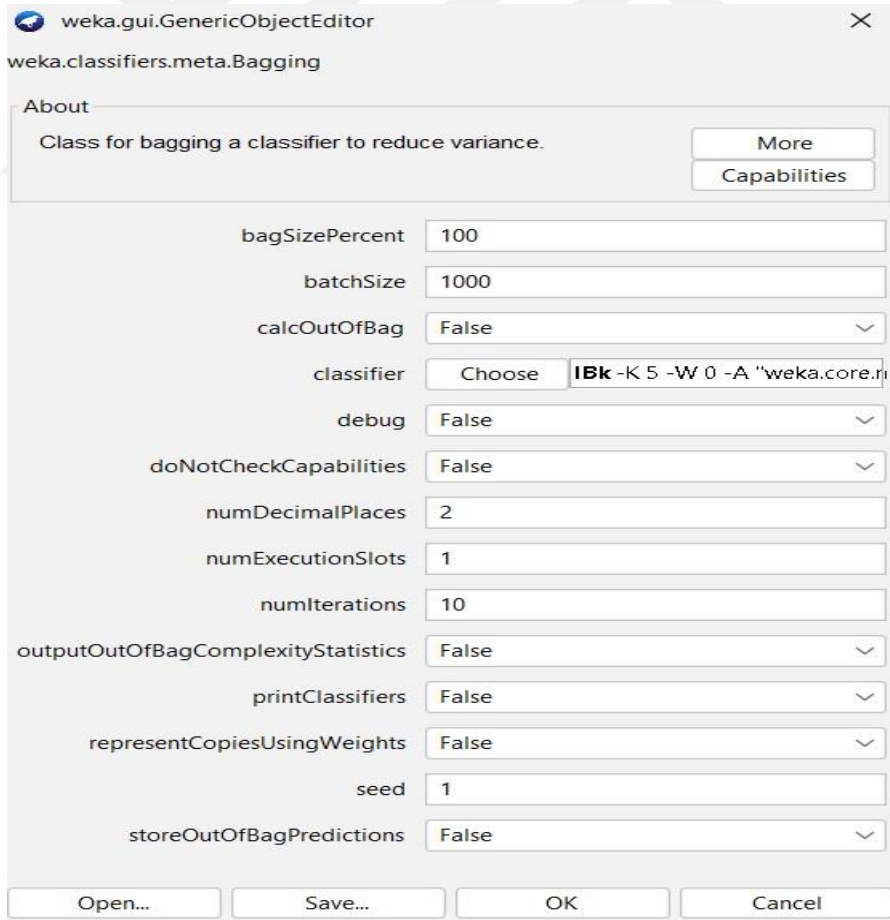 weka.gui.GenericObjectEditor
weka.classifiers.meta.Bagging
About
Class for bagging a classifier to reduce variance.
More
Capabilities
bagSizePercent 100
batchSize 1000
calcOutOfBag False
classifier Choose IBk -K 5 -W 0 -A "weka.core.n
debug False
doNotCheckCapabilities False
numDecimalPlaces 2
numExecutionSlots 1
numIterations 10
outputOutOfBagComplexityStatistics False
printClassifiers False
representCopiesUsingWeights False
seed 1
storeOutOfBagPredictions False
Open... Save... OK Cancel